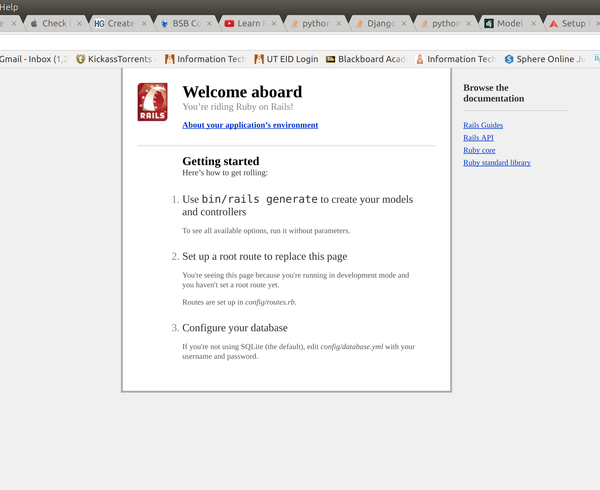 Help
Check
HG Create
BSB Co
Learn
python
Django
python
dj Model
Setup
Gmail - Inbox (1,
KickassTorrents
Information Tech
UT EID Login
Bb Blackboard Acad
Information Tech
S Sphere Online Ju
Welcome aboard
You're riding Ruby on Rails!
About your application's environment
RAILS
Getting started
Here's how to get rolling:
1. Use bin/rails generate to create your models
and controllers
To see all available options, run it without parameters.
2. Set up a root route to replace this page
You're seeing this page because you're running in development mode and
you haven't set a root route yet.
Routes are set up in config/routes.rb.
3. Configure your database
If you're not using SQLite (the default), edit config/database.yml with your
username and password.
Browse the
documentation
Rails Guides
Rails API
Ruby core
Ruby standard library